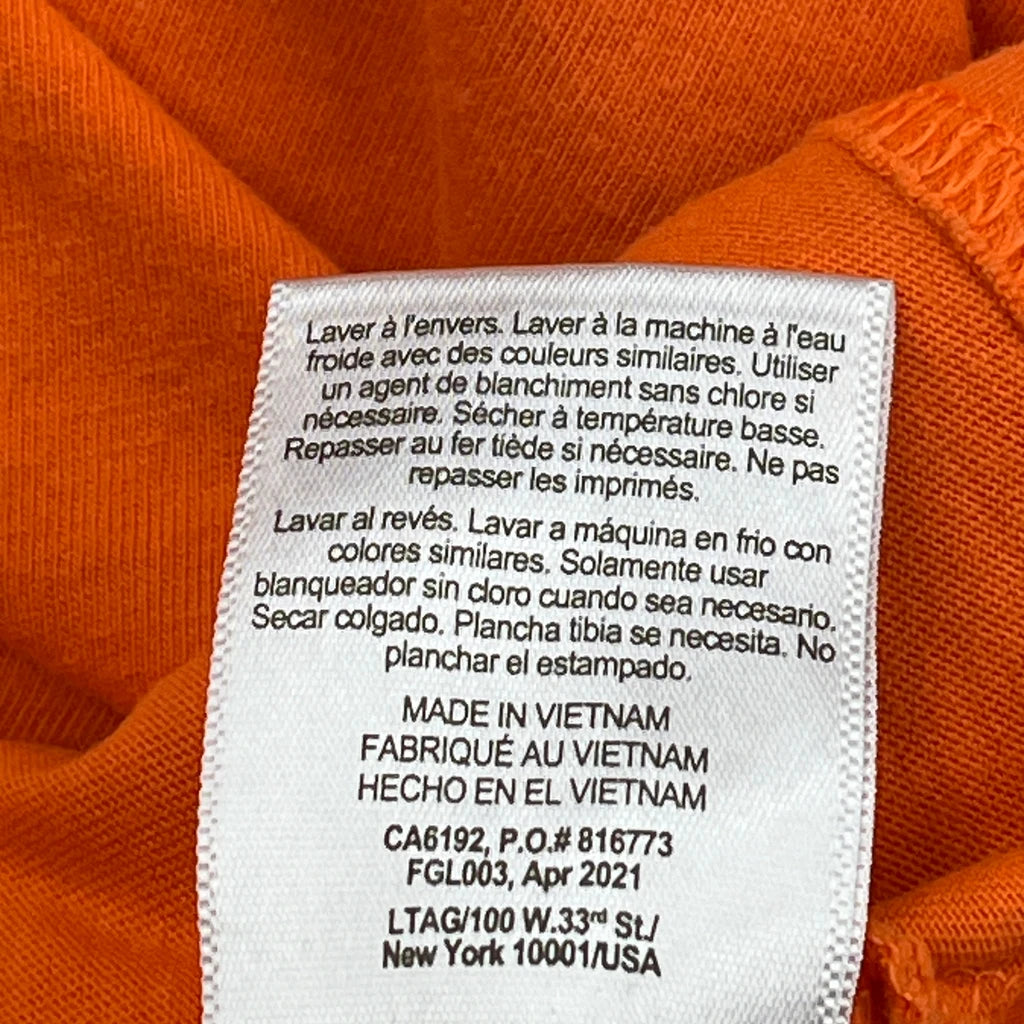 Laver à l'envers. Laver à la machine à l'eau
froide avec des couleurs similaires. Utiliser
un agent de blanchiment sans chlore si
nécessaire. Sécher à température basse.
Repasser au fer tiède si nécessaire. Ne pas
repasser les imprimés.
Lavar al revés. Lavar a máquina en frio con
colores similares. Solamente usar
blanqueador sin cloro cuando sea necesario.
Secar colgado. Plancha tibia se necesita. No
planchar el estampado.
MADE IN VIETNAM
FABRIQUÉ AU VIETNAM
HECHO EN EL VIETNAM
CA6192, P.O.# 816773
FGL003, Apr 2021
LTAG/100 W.33rd St./
New York 10001/USA